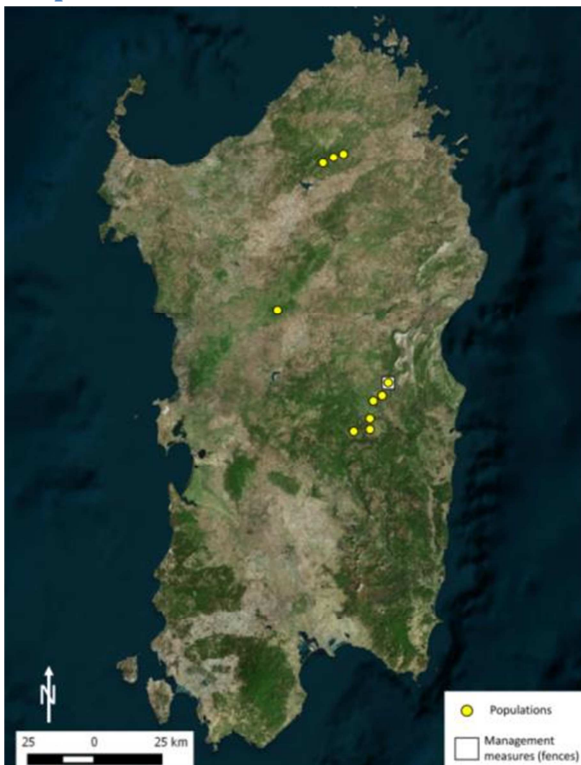 N
Populations
25 0 25 km
Management
measures (fences)